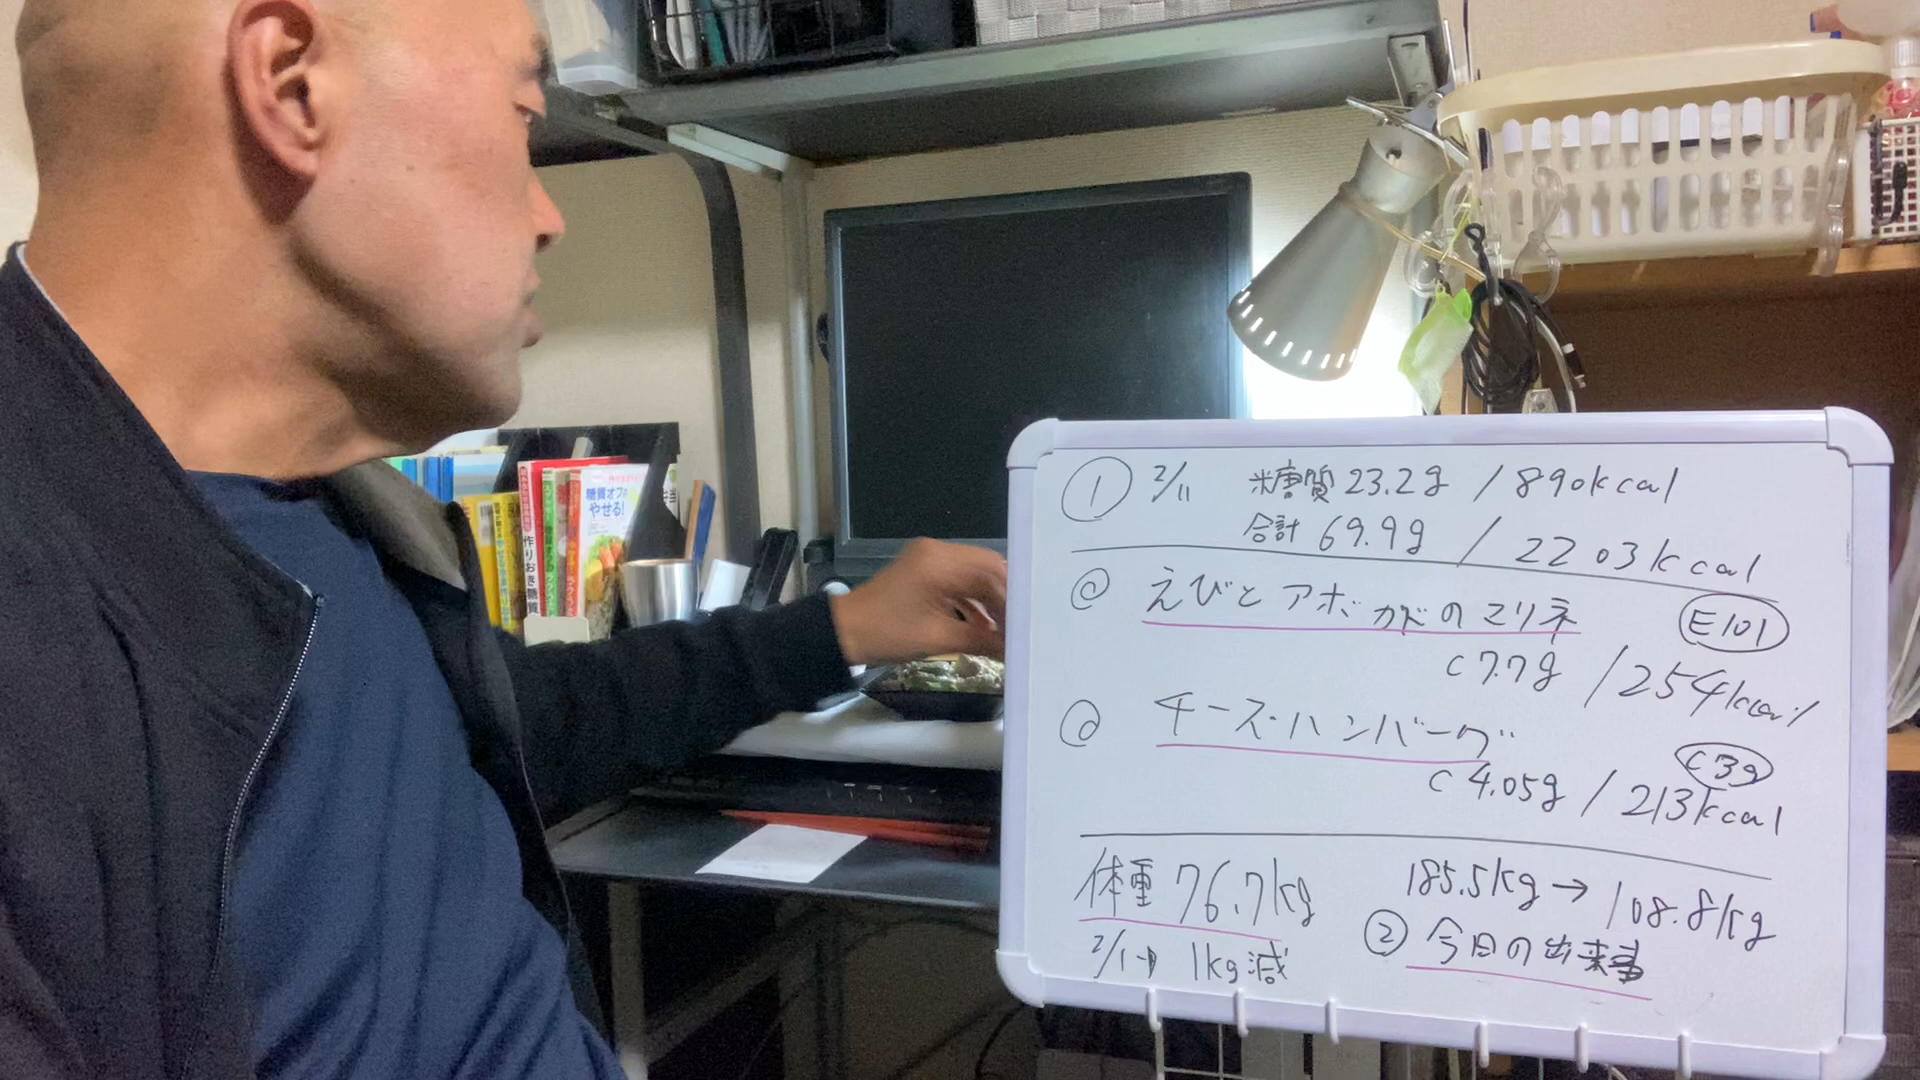 ① 2/11 糖質 23.2g / 890kcal
合計 69.9g / 2203kcal
@ えびとアボカドのマリネ
E101
C7.7g / 254kcal
@ チーズ・ハンバーグ
C39
C4.05g / 213kcal
体重 76.7kg
185.5kg→108.8kg
1kg減
② 今日の出来事
糖質オフで
やせる!
作りおき糖質